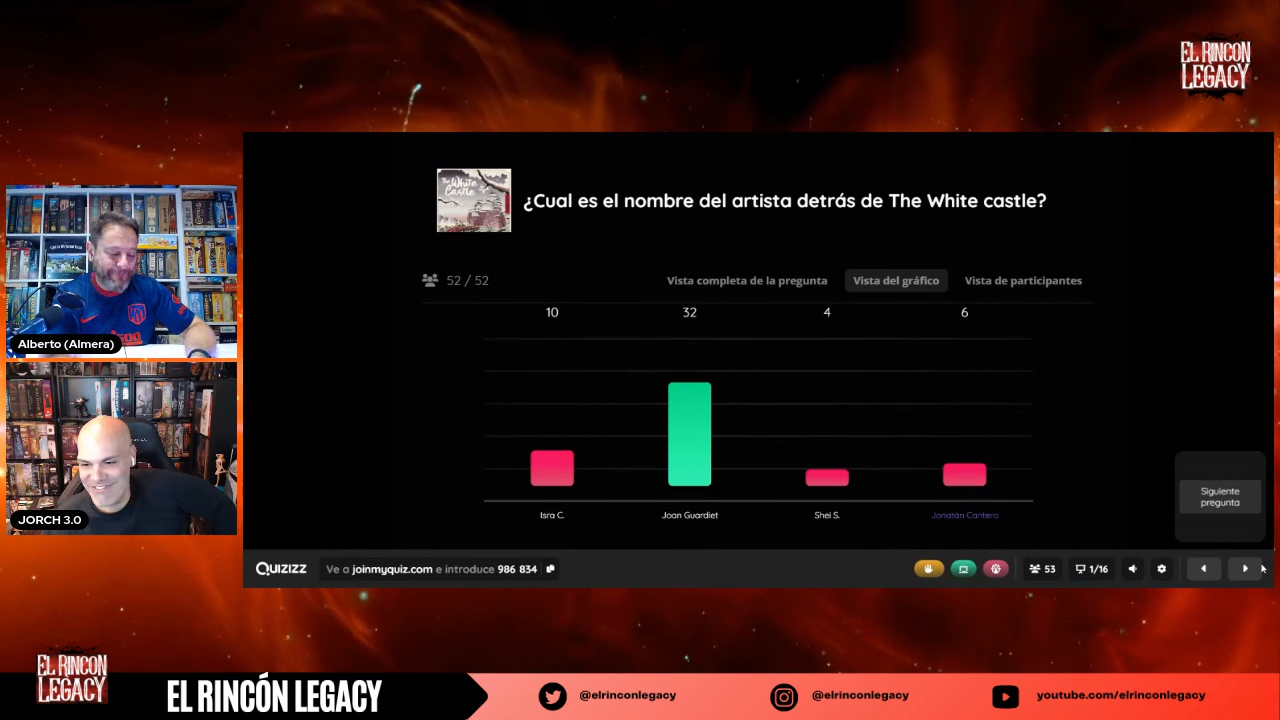 EL RINCON
LEGACY
The White
Castle
¿Cual es el nombre del artista detrás de The White castle?
52 / 52
Vista completa de la pregunta
Vista del gráfico
Vista de participantes
10
32
4
6
Isra C.
Joan Guardiet
Shei S.
Jonatán Cantero
Siguiente
pregunta
Alberto (Almera)
JORCH 3.0
QUIZIZZ
Ve a joinmyquiz.com e introduce 986 834
53
1/16
EL RINCON
LEGACY
EL RINCÓN LEGACY
@elrinconlegacy
@elrinconlegacy
youtube.com/elrinconlegacy